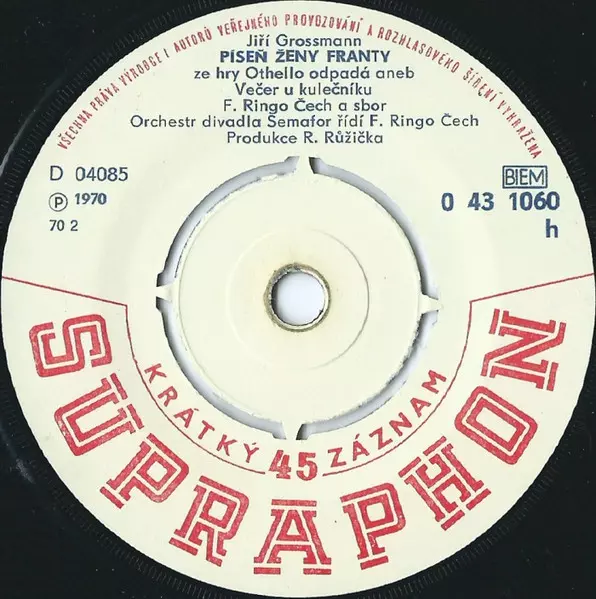 VŠECHNA PRÁVA VÝROBCE I AUTORŮ VEŘEJNÉHO PROVOZOVÁNÍ A ROZHLASOVÉHO ŠÍŘENÍ VYHRAŽENA
Jiří Grossmann
PÍSEŇ ŽENY FRANTY
ze hry Othello odpadá aneb
Večer u kulečníku
F. Ringo Čech a sbor
Orchestr divadla Semafor řídí F. Ringo Čech
Produkce R. Růžička
D 04085
Ⓟ 1970
70 2
BIEM
0 43 1060
h
KRÁTKÝ 45 ZÁZNAM
SUPRAPHON